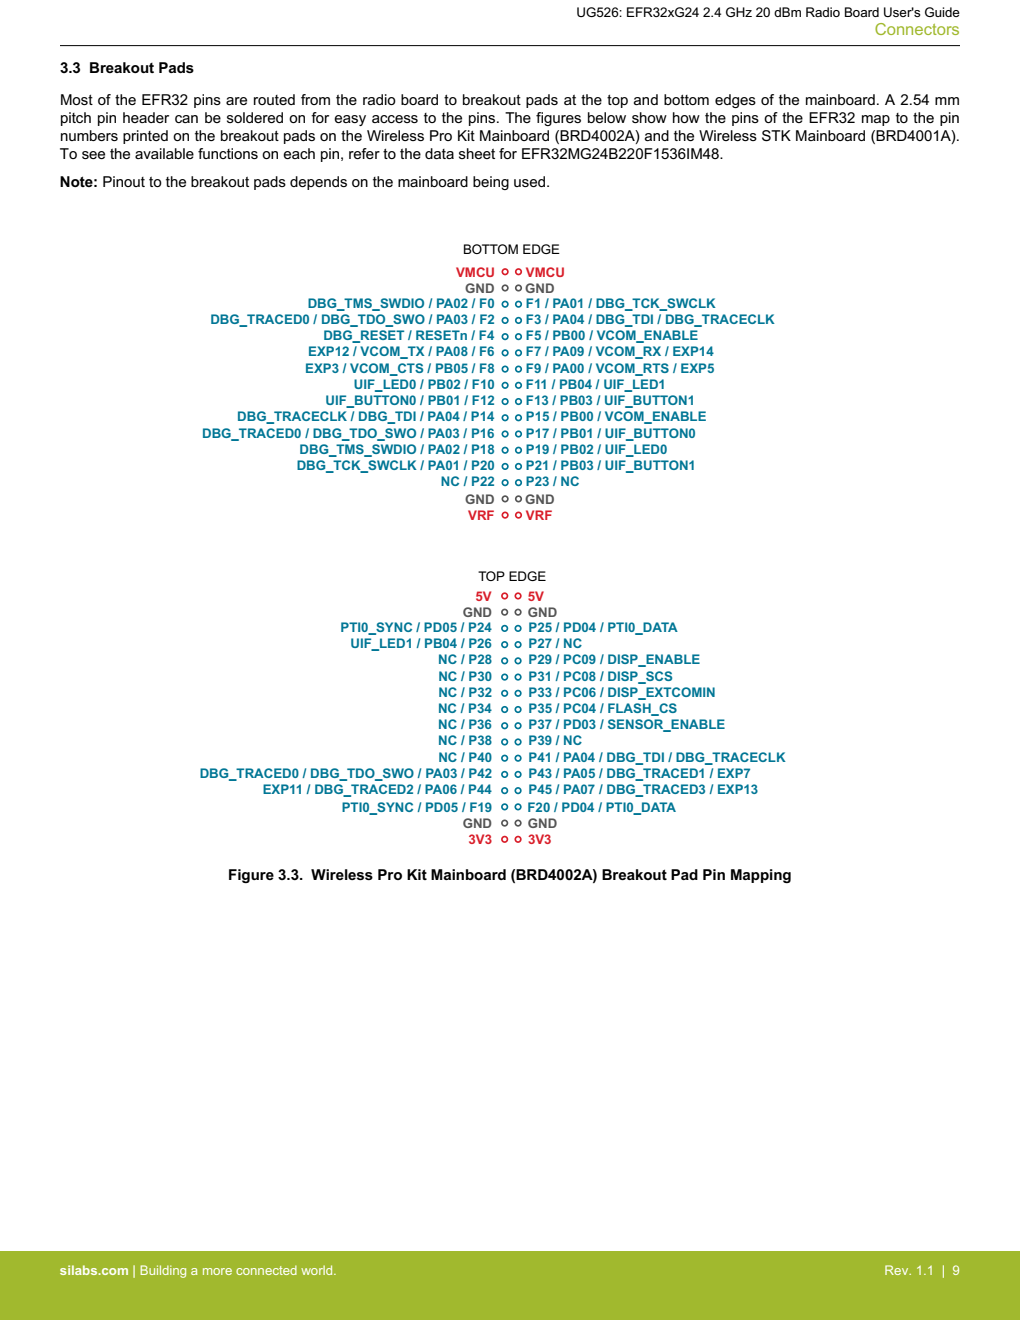 UG526: EFR32xG24 2.4 GHz 20 dBm Radio Board User's Guide
Connectors
3.3 Breakout Pads
Most of the EFR32 pins are routed from the radio board to breakout pads at the top and bottom edges of the mainboard. A 2.54 mm
pitch pin header can be soldered on for easy access to the pins. The figures below show how the pins of the EFR32 map to the pin
numbers printed on the breakout pads on the Wireless Pro Kit Mainboard (BRD4002A) and the Wireless STK Mainboard (BRD4001A).
To see the available functions on each pin, refer to the data sheet for EFR32MG24B220F1536IM48.
Note: Pinout to the breakout pads depends on the mainboard being used.
BOTTOM EDGE
VMCU VMCU
GND GND
DBG_TMS_SWDIO / PA02 / F0 F1 / PA01 / DBG_TCK_SWCLK
DBG_TRACED0 / DBG_TDO_SWO / PA03 / F2 F3 / PA04 / DBG_TDI / DBG_TRACECLK
DBG_RESET / RESETn / F4 F5 / PB00 / VCOM_ENABLE
EXP12 / VCOM_TX / PA08 / F6 F7 / PA09 / VCOM_RX / EXP14
EXP3 / VCOM_CTS / PB05 / F8 F9 / PA00 / VCOM_RTS / EXP5
UIF_LED0 / PB02 / F10 F11 / PB04 / UIF_LED1
UIF_BUTTON0 / PB01 / F12 F13 / PB03 / UIF_BUTTON1
DBG_TRACECLK / DBG_TDI / PA04 / P14 P15 / PB00 / VCOM_ENABLE
DBG_TRACED0 / DBG_TDO_SWO / PA03 / P16 P17 / PB01 / UIF_BUTTON0
DBG_TMS_SWDIO / PA02 / P18 P19 / PB02 / UIF_LED0
DBG_TCK_SWCLK / PA01 / P20 P21 / PB03 / UIF_BUTTON1
NC / P22 P23 / NC
GND GND
VRF VRF
TOP EDGE
5V 5V
GND GND
PTI0_SYNC / PD05 / P24 P25 / PD04 / PTI0_DATA
UIF_LED1 / PB04 / P26 P27 / NC
NC / P28 P29 / PC09 / DISP_ENABLE
NC / P30 P31 / PC08 / DISP_SCS
NC / P32 P33 / PC06 / DISP_EXTCOMIN
NC / P34 P35 / PC04 / FLASH_CS
NC / P36 P37 / PD03 / SENSOR_ENABLE
NC / P38 P39 / NC
NC / P40 P41 / PA04 / DBG_TDI / DBG_TRACECLK
DBG_TRACED0 / DBG_TDO_SWO / PA03 / P42 P43 / PA05 / DBG_TRACED1 / EXP7
EXP11 / DBG_TRACED2 / PA06 / P44 P45 / PA07 / DBG_TRACED3 / EXP13
PTI0_SYNC / PD05 / F19 F20 / PD04 / PTI0_DATA
GND GND
3V3 3V3
Figure 3.3. Wireless Pro Kit Mainboard (BRD4002A) Breakout Pad Pin Mapping
silabs.com | Building a more connected world. Rev. 1.1 | 9